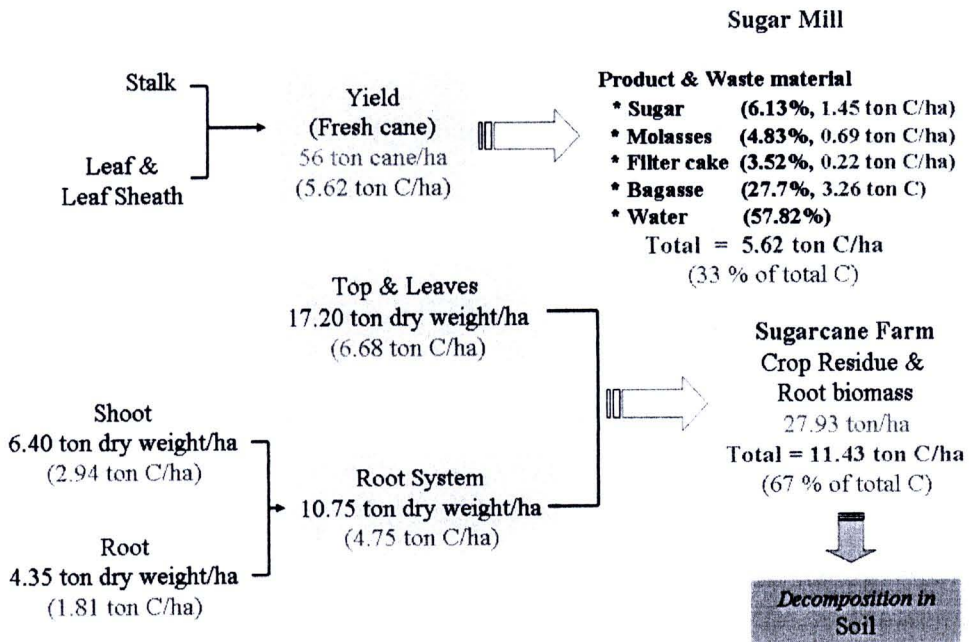 Sugar Mill
Stalk
Leaf &
Leaf Sheath
Yield
(Fresh cane)
56 ton cane/ha
(5.62 ton C/ha)
Product & Waste material
* Sugar (6.13%, 1.45 ton C/ha)
* Molasses (4.83%, 0.69 ton C/ha)
* Filter cake (3.52%, 0.22 ton C/ha)
* Bagasse (27.7%, 3.26 ton C)
* Water (57.82%)
Total = 5.62 ton C/ha
(33 % of total C)
Top & Leaves
17.20 ton dry weight/ha
(6.68 ton C/ha)
Shoot
6.40 ton dry weight/ha
(2.94 ton C/ha)
Root
4.35 ton dry weight/ha
(1.81 ton C/ha)
Root System
10.75 ton dry weight/ha
(4.75 ton C/ha)
Sugarcane Farm
Crop Residue &
Root biomass
27.93 ton/ha
Total = 11.43 ton C/ha
(67 % of total C)
Decomposition in
Soil